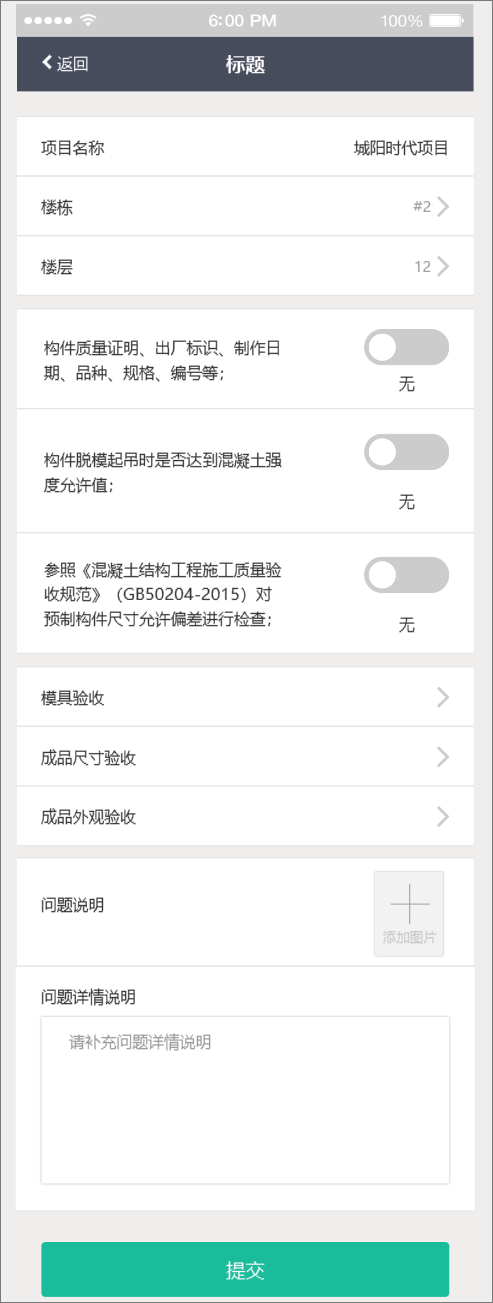 6:00 PM 100%
返回 标题
项目名称 城阳时代项目
楼栋 #2
楼层 12
构件质量证明、出厂标识、制作日
期、品种、规格、编号等；
无
构件脱模起吊时是否达到混凝土强
度允许值；
无
参照《混凝土结构工程施工质量验
收规范》（GB50204-2015）对
预制构件尺寸允许偏差进行检查；
无
模具验收
成品尺寸验收
成品外观验收
问题说明
添加图片
问题详情说明
请补充问题详情说明
提交